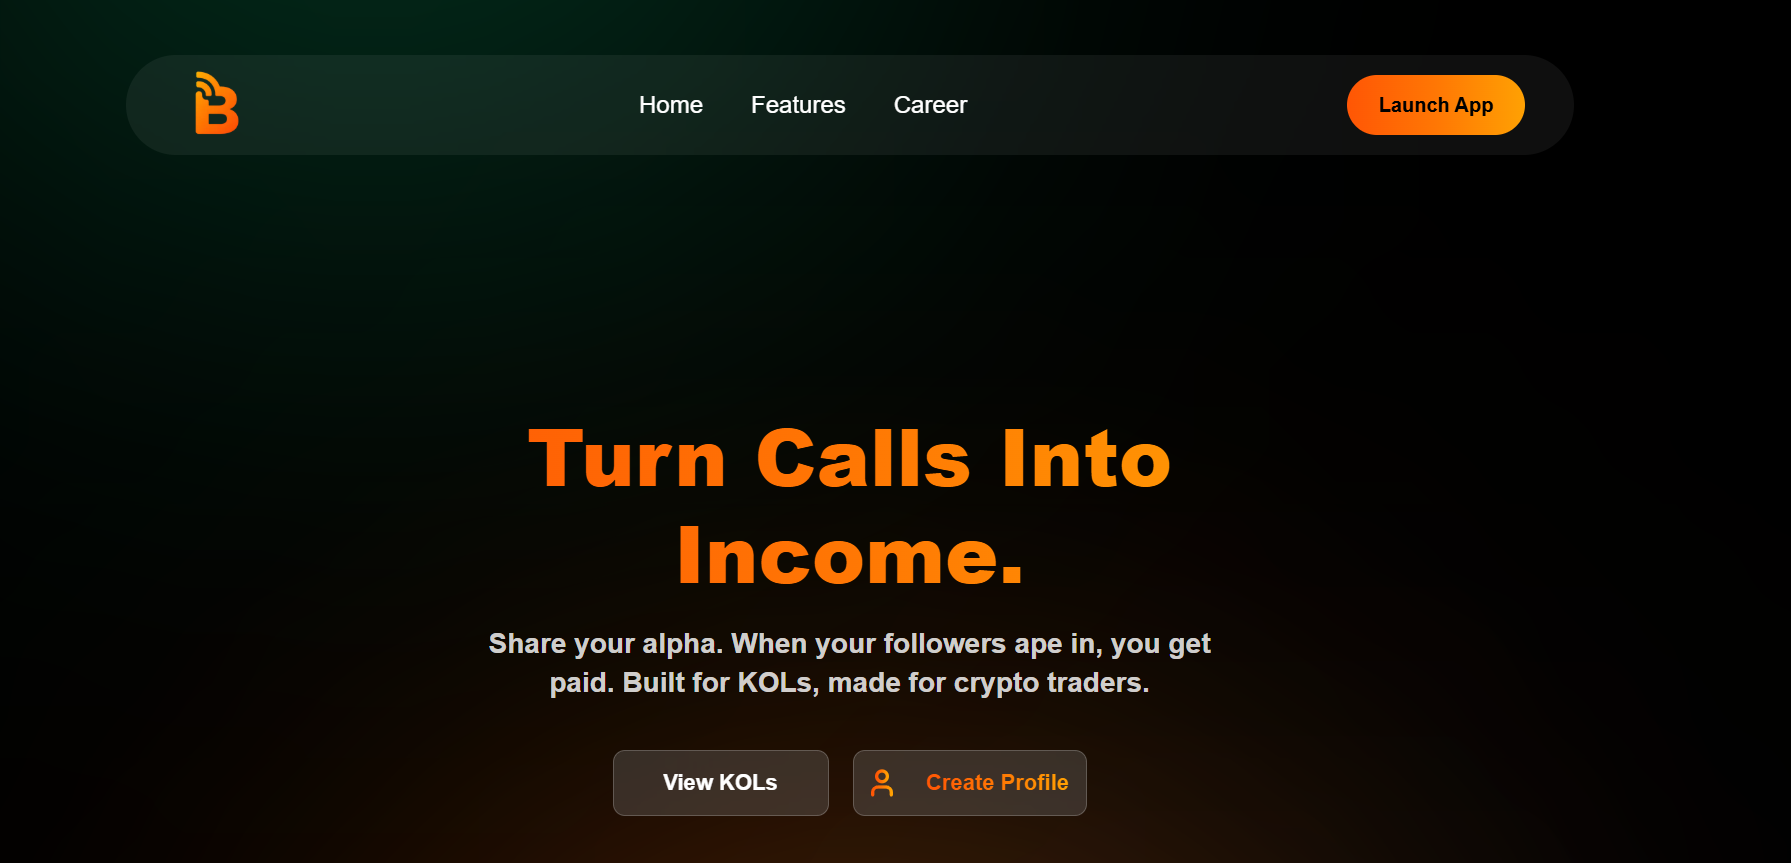 Home
Features
Career
Launch App
Turn Calls Into
Income.
Share your alpha. When your followers ape in, you get
paid. Built for KOLs, made for crypto traders.
View KOLs
Create Profile